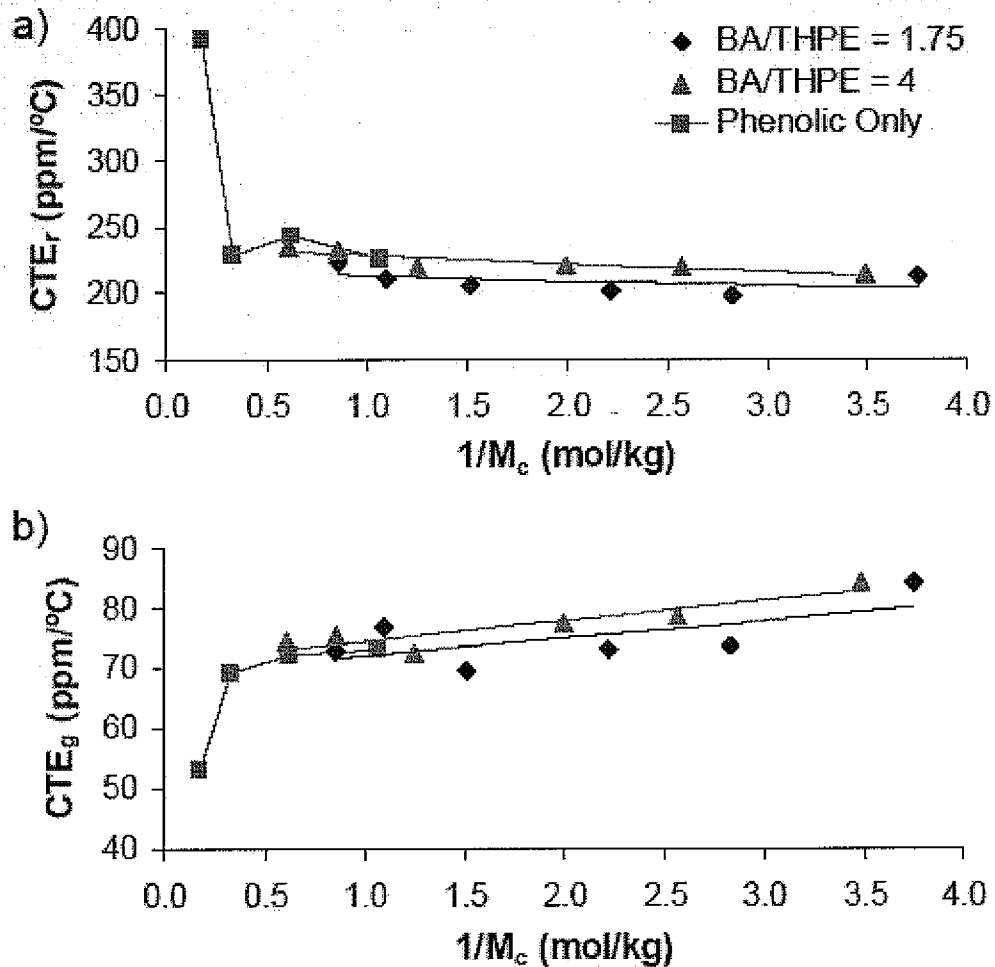 a)
400
350
300
250
200
150
CTEr (ppm/ºC)
BA/THPE = 1.75
BA/THPE = 4
Phenolic Only
0.0 0.5 1.0 1.5 2.0 2.5 3.0 3.5 4.0
1/Mc (mol/kg)
b)
90
80
70
60
50
40
CTEg (ppm/ºC)
0.0 0.5 1.0 1.5 2.0 2.5 3.0 3.5 4.0
1/Mc (mol/kg)